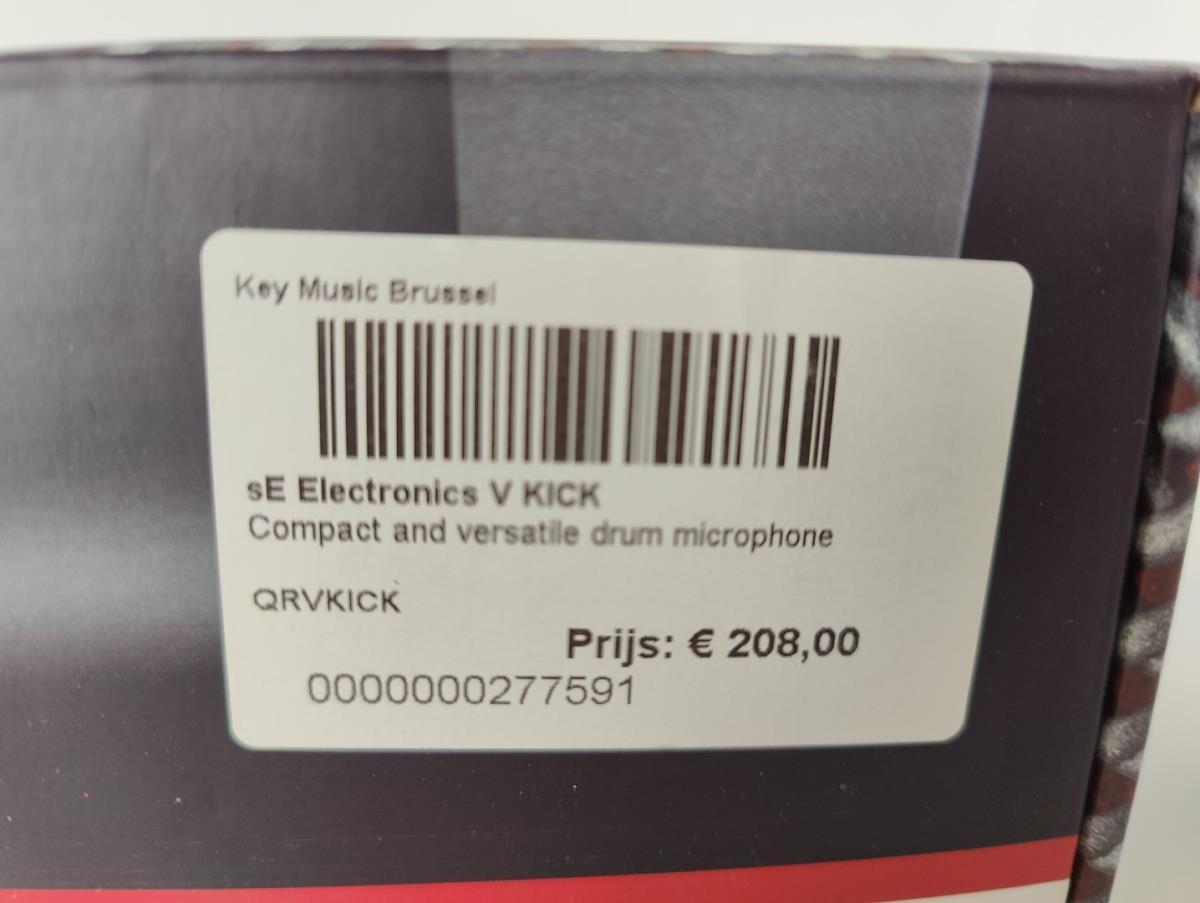 Key Music Brussel
sE Electronics V KICK
Compact and versatile drum microphone
QRVKICK
Prijs: € 208,00
0000000277591